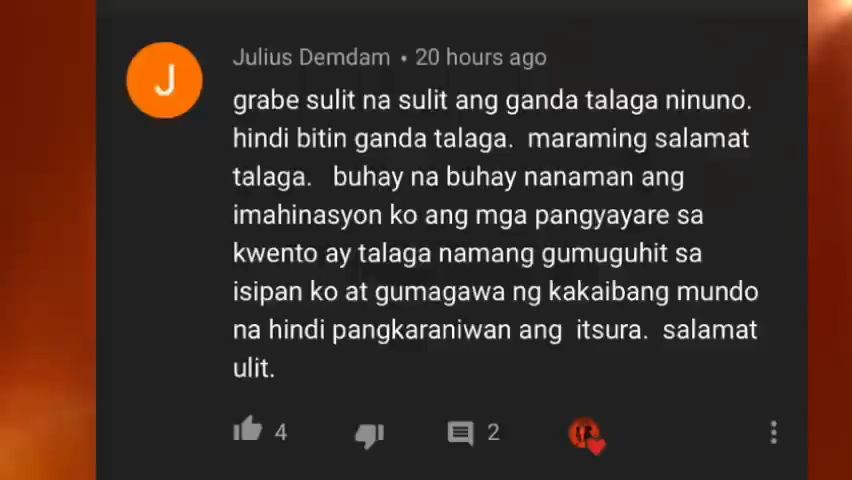 J
Julius Demdam • 20 hours ago
grabe sulit na sulit ang ganda talaga ninuno.
hindi bitin ganda talaga.  maraming salamat
talaga.   buhay na buhay nanaman ang
imahinasyon ko ang mga pangyayare sa
kwento ay talaga namang gumuguhit sa
isipan ko at gumagawa ng kakaibang mundo
na hindi pangkaraniwan ang  itsura.  salamat
ulit.
4 2